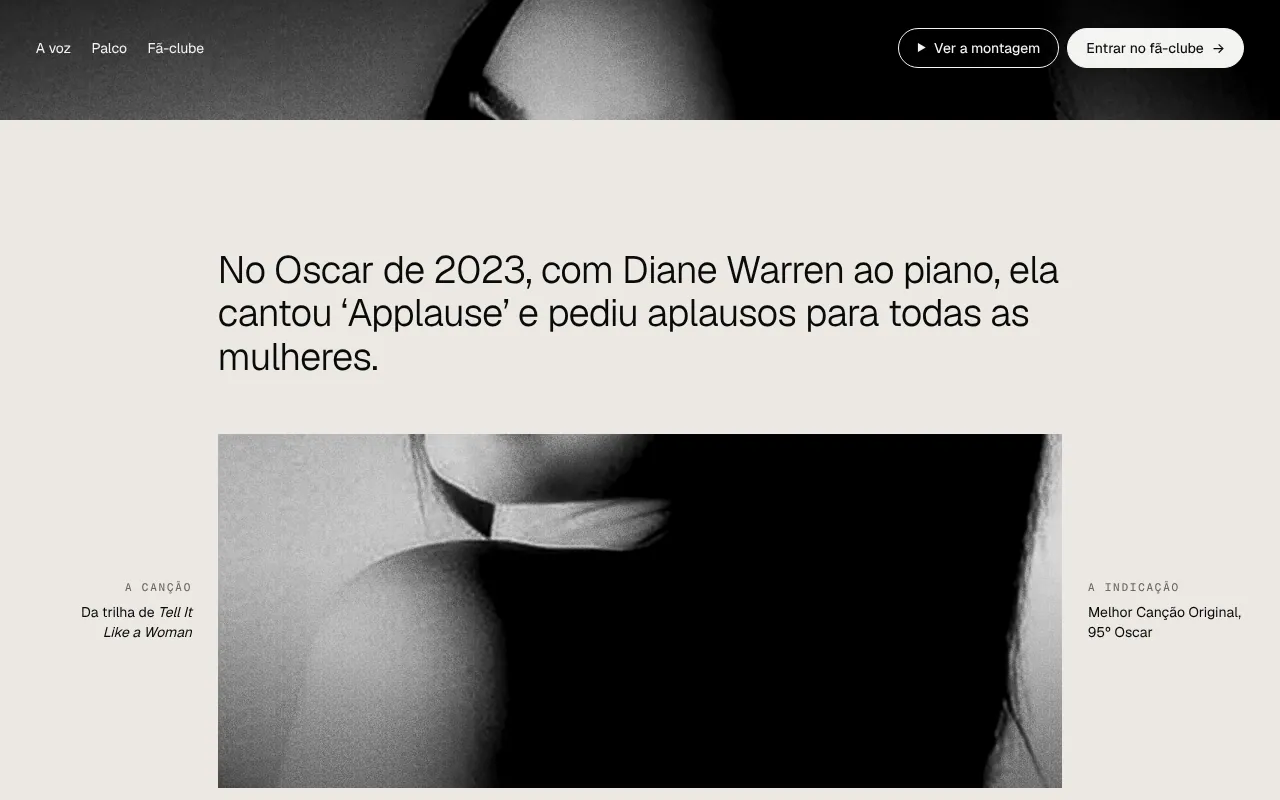 A voz Palco Fã-clube
Ver a montagem
Entrar no fã-clube →
No Oscar de 2023, com Diane Warren ao piano, ela
cantou ‘Applause’ e pediu aplausos para todas as
mulheres.
A CANÇÃO
Da trilha de Tell It
Like a Woman
A INDICAÇÃO
Melhor Canção Original,
95º Oscar